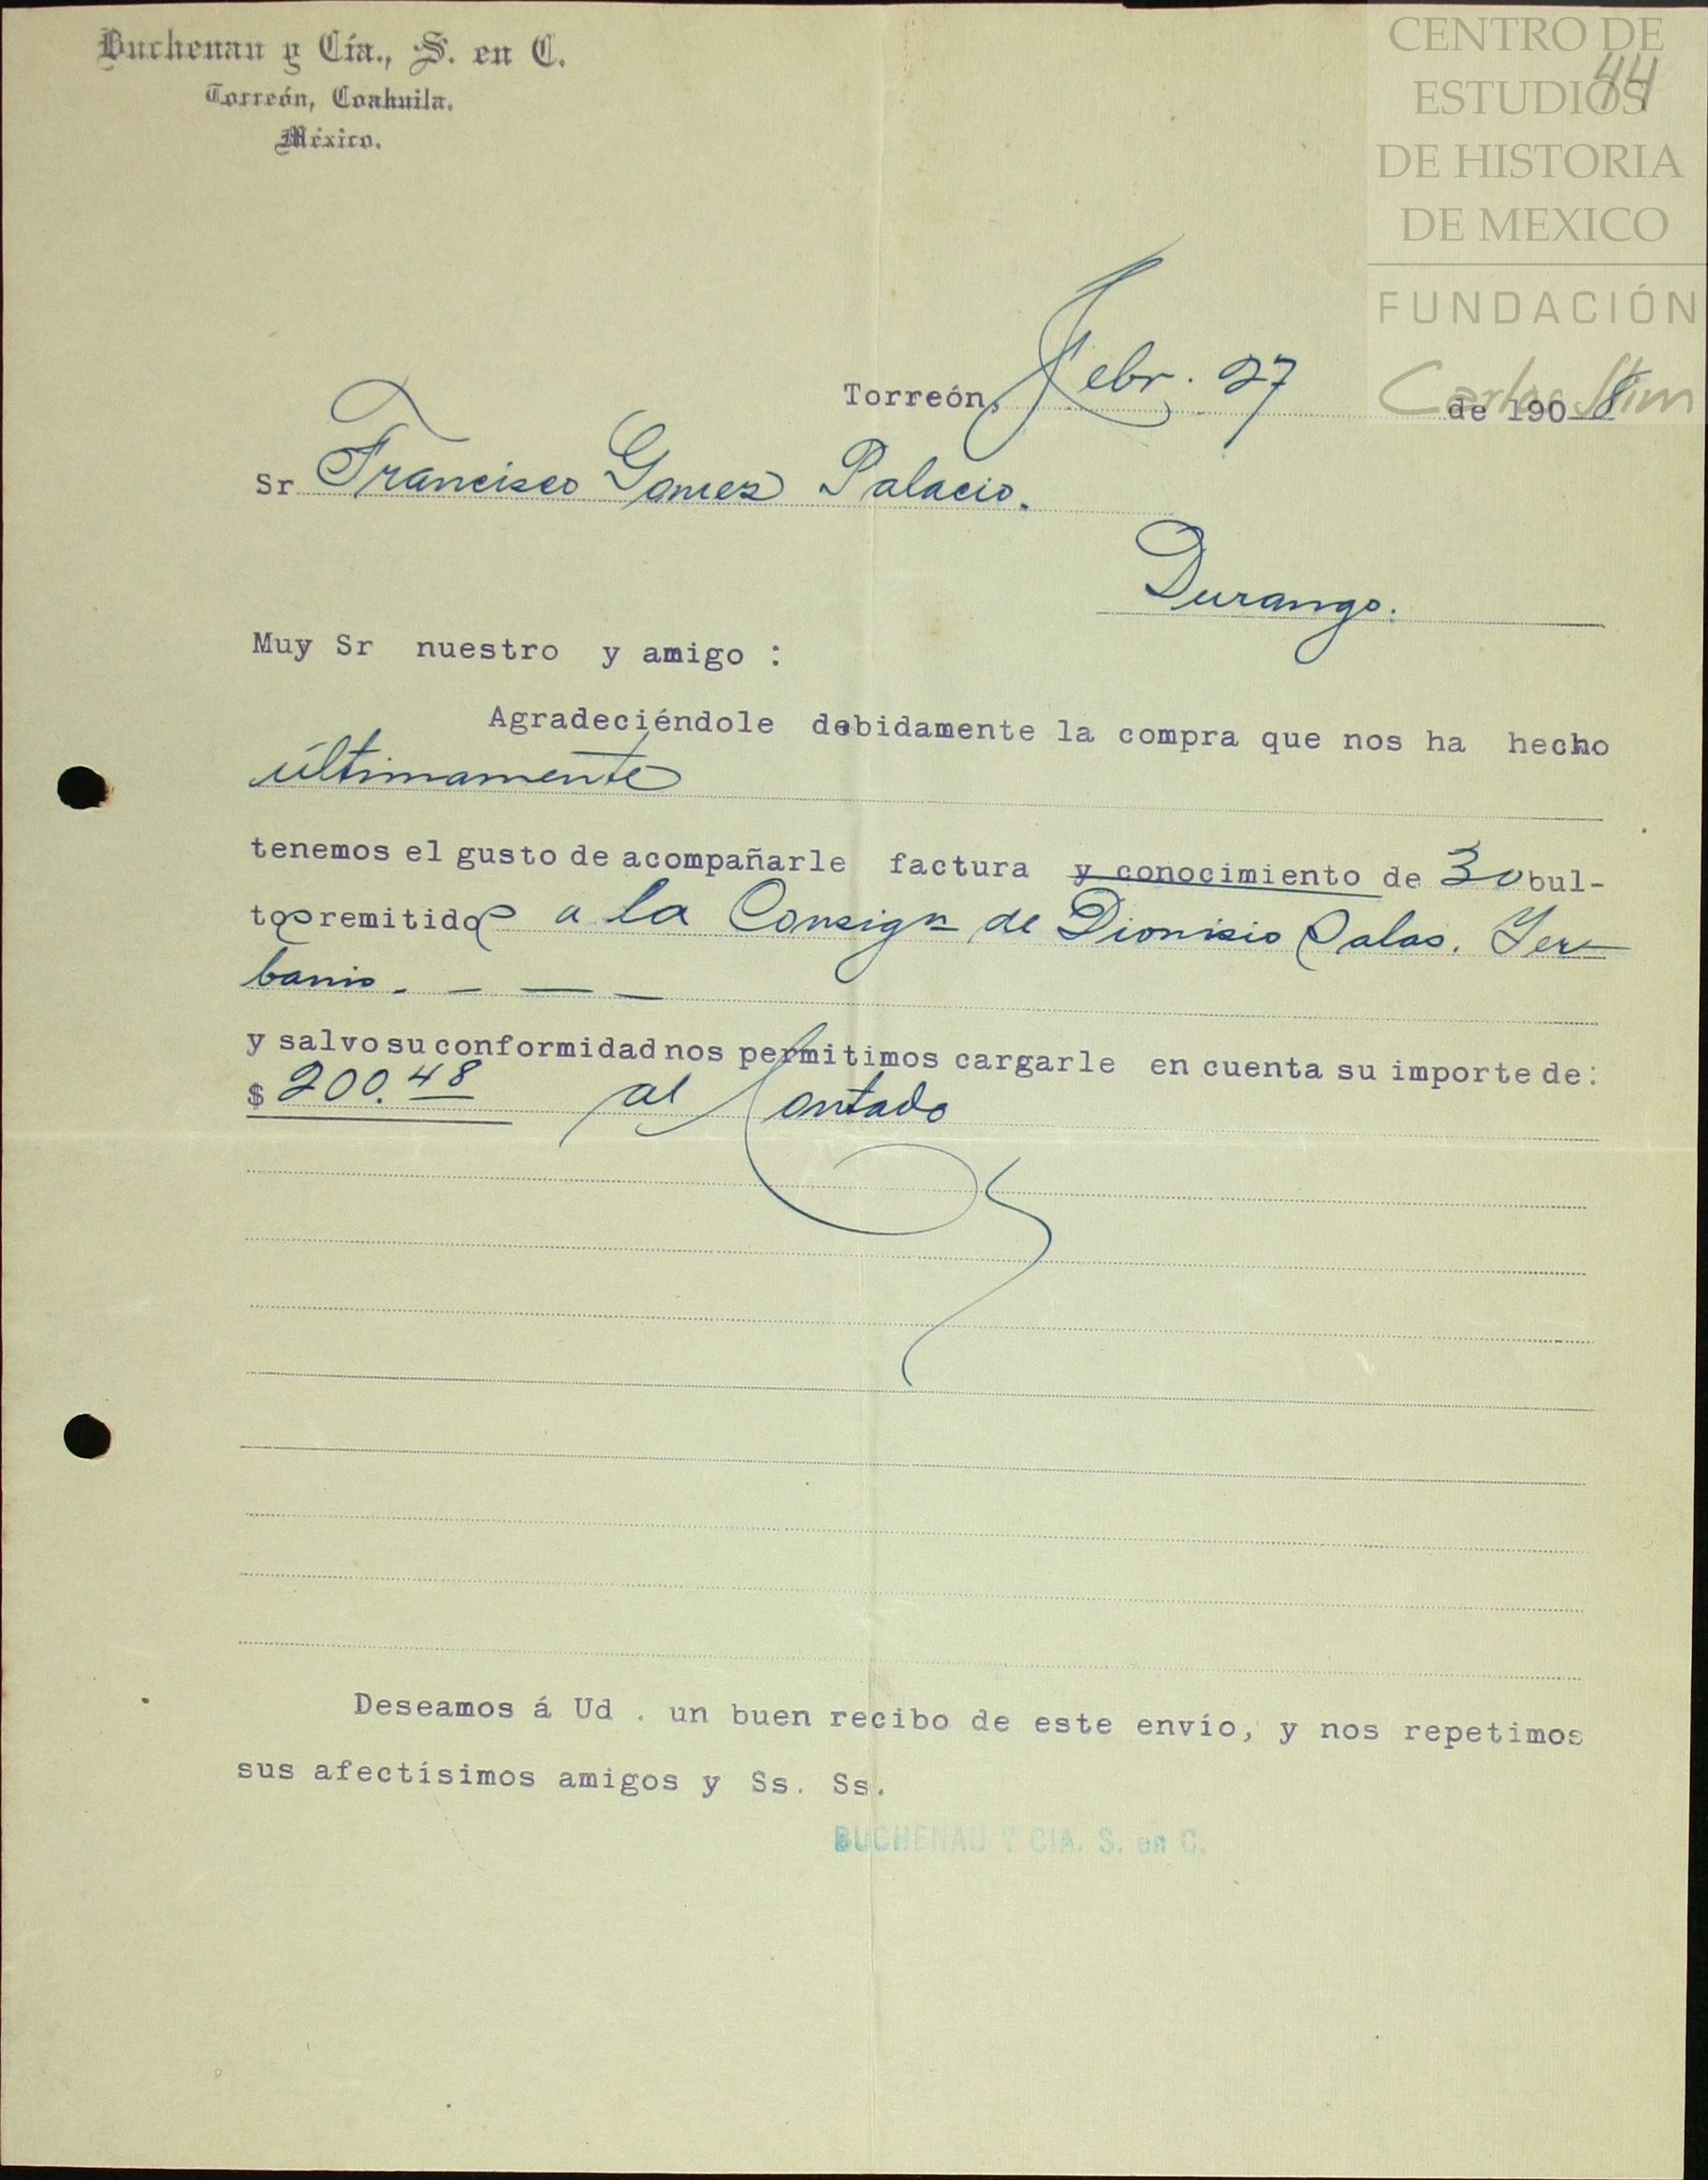 Buchenau y Cía., S. en C.
Torreón, Coahuila.
México.
CENTRO DE
ESTUDIOS
DE HISTORIA
DE MEXICO
FUNDACIÓN
Carlos Slim
44
Torreón, Febr. 27 de 1908
Sr Francisco Gomez Palacio.
Durango.
Muy Sr nuestro y amigo :
Agradeciéndole debidamente la compra que nos ha hecho
últimamente
tenemos el gusto de acompañarle factura y conocimiento de 30 bul-
tos remitidos a la Consign de Dionisio Salas. Yer-
banis. - - - -
y salvo su conformidad nos permitimos cargarle en cuenta su importe de:
$ 200.48 al Contado
Deseamos á Ud . un buen recibo de este envío, y nos repetimos
sus afectísimos amigos y Ss. Ss.
BUCHENAU Y CIA. S. en C.